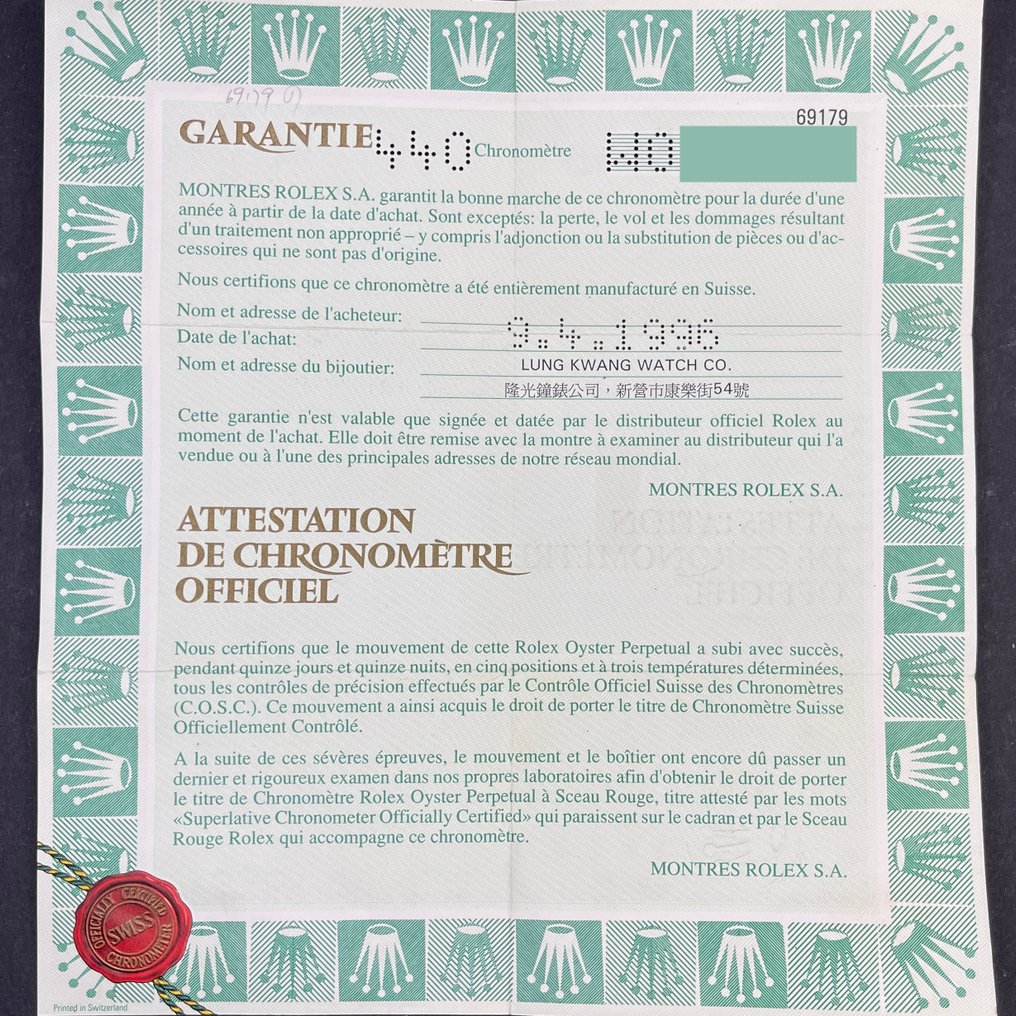 69179 (1)
69179
GARANTIE 440 Chronomètre W0
MONTRES ROLEX S.A. garantit la bonne marche de ce chronomètre pour la durée d'une
année à partir de la date d'achat. Sont exceptés: la perte, le vol et les dommages résultant
d'un traitement non approprié – y compris l'adjonction ou la substitution de pièces ou d'ac-
cessoires qui ne sont pas d'origine.
Nous certifions que ce chronomètre a été entièrement manufacturé en Suisse.
Nom et adresse de l'acheteur:
Date de l'achat: 9.4.1996
Nom et adresse du bijoutier: LUNG KWANG WATCH CO.
隆光鐘錶公司，新營市康樂街54號
Cette garantie n'est valable que signée et datée par le distributeur officiel Rolex au
moment de l'achat. Elle doit être remise avec la montre à examiner au distributeur qui l'a
vendue ou à l'une des principales adresses de notre réseau mondial.
MONTRES ROLEX S.A.
ATTESTATION
DE CHRONOMÈTRE
OFFICIEL
Nous certifions que le mouvement de cette Rolex Oyster Perpetual a subi avec succès,
pendant quinze jours et quinze nuits, en cinq positions et à trois températures déterminées,
tous les contrôles de précision effectués par le Contrôle Officiel Suisse des Chronomètres
(C.O.S.C.). Ce mouvement a ainsi acquis le droit de porter le titre de Chronomètre Suisse
Officiellement Contrôlé.
A la suite de ces sévères épreuves, le mouvement et le boîtier ont encore dû passer un
dernier et rigoureux examen dans nos propres laboratoires afin d'obtenir le droit de porter
le titre de Chronomètre Rolex Oyster Perpetual à Sceau Rouge, titre attesté par les mots
«Superlative Chronometer Officially Certified» qui paraissent sur le cadran et par le Sceau
Rouge Rolex qui accompagne ce chronomètre.
MONTRES ROLEX S.A.
OFFICIALLY CERTIFIED
SWISS
CHRONOMETER
Printed in Switzerland